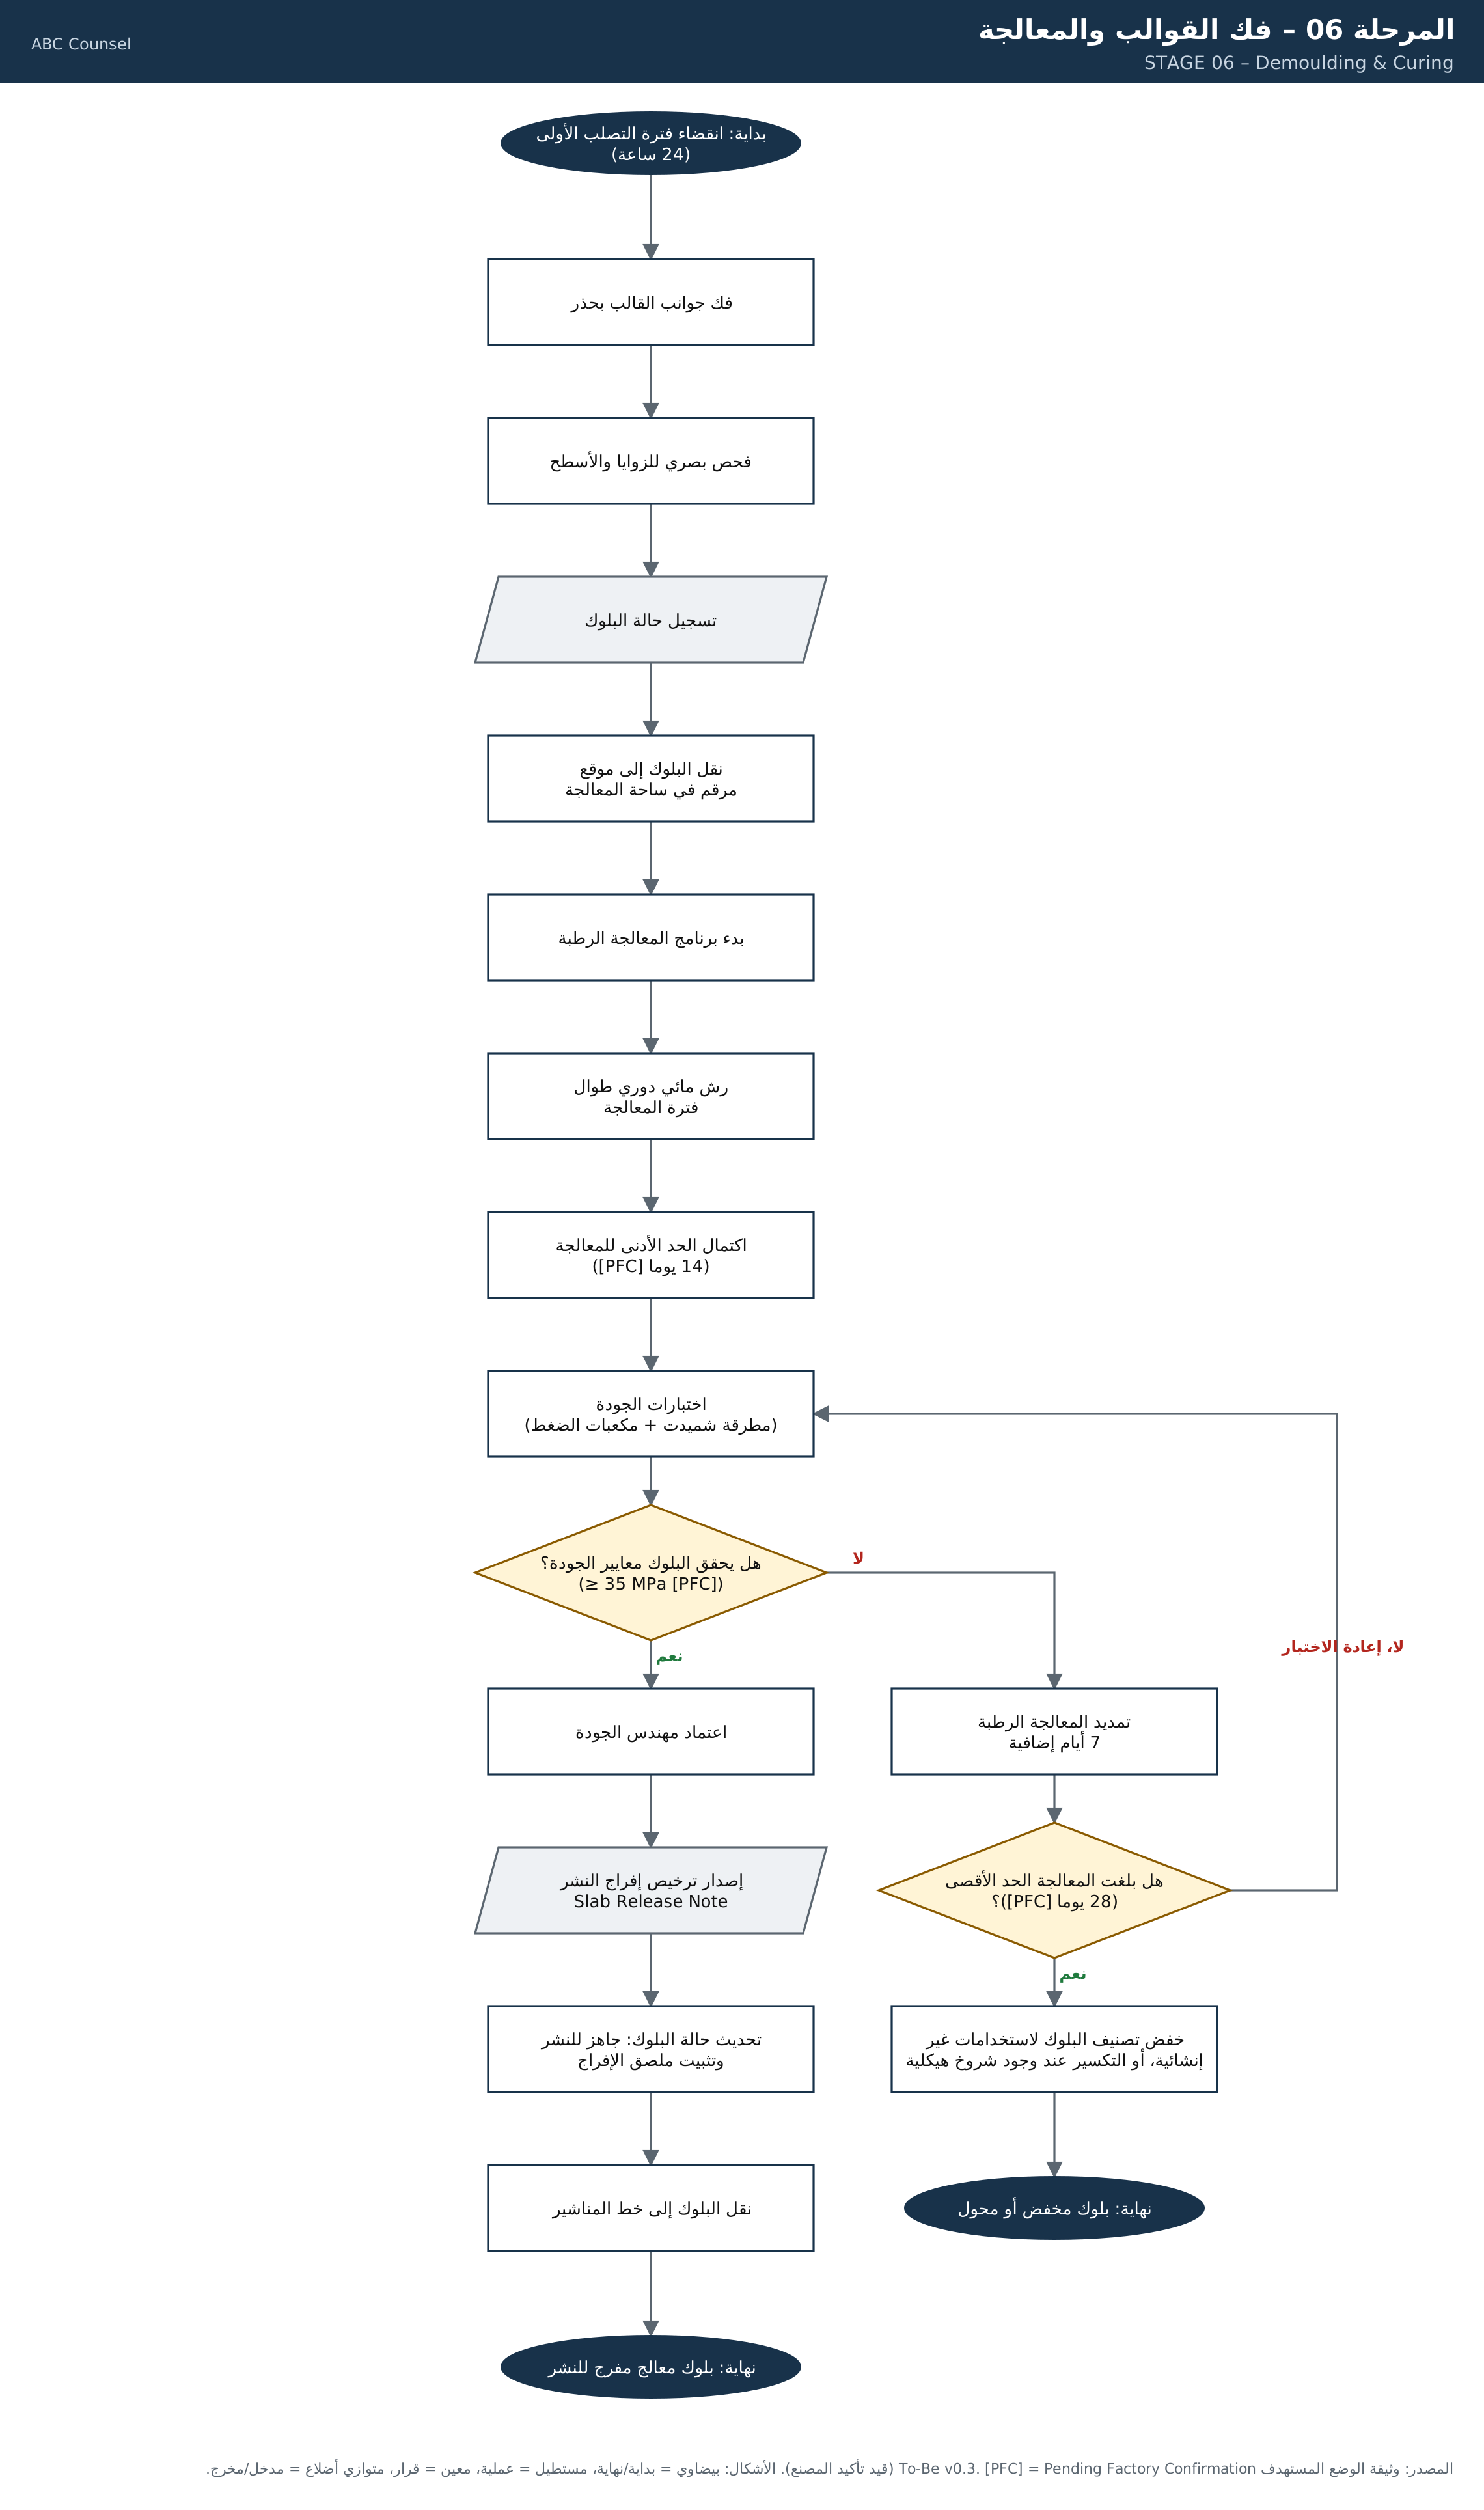 المرحلة 06 – فك القوالب والمعالجة
STAGE 06 – Demoulding & Curing
ABC Counsel
بداية: انقضاء فترة التصلب الأولى
(24 ساعة)
فك جوانب القالب بحذر
فحص بصري للزوايا والأسطح
تسجيل حالة البلوك
نقل البلوك إلى موقع
مرقم في ساحة المعالجة
بدء برنامج المعالجة الرطبة
رش مائي دوري طوال
فترة المعالجة
اكتمال الحد الأدنى للمعالجة
(14 يوما [PFC])
اختبارات الجودة
(مطرقة شميدت + مكعبات الضغط)
هل يحقق البلوك معايير الجودة؟
(≥ 35 MPa [PFC])
لا
نعم
لا، إعادة الاختبار
اعتماد مهندس الجودة
تمديد المعالجة الرطبة
7 أيام إضافية
إصدار ترخيص إفراج النشر
Slab Release Note
هل بلغت المعالجة الحد الأقصى
(28 يوما [PFC])؟
نعم
تحديث حالة البلوك: جاهز للنشر
وتثبيت ملصق الإفراج
خفض تصنيف البلوك لاستخدامات غير
إنشائية، أو التكسير عند وجود شروخ هيكلية
نقل البلوك إلى خط المناشير
نهاية: بلوك مخفض أو محول
نهاية: بلوك معالج مفرج للنشر
المصدر: وثيقة الوضع المستهدف To-Be v0.3. [PFC] = Pending Factory Confirmation (قيد تأكيد المصنع). الأشكال: بيضاوي = بداية/نهاية، مستطيل = عملية، معين = قرار، متوازي أضلاع = مدخل/مخرج.